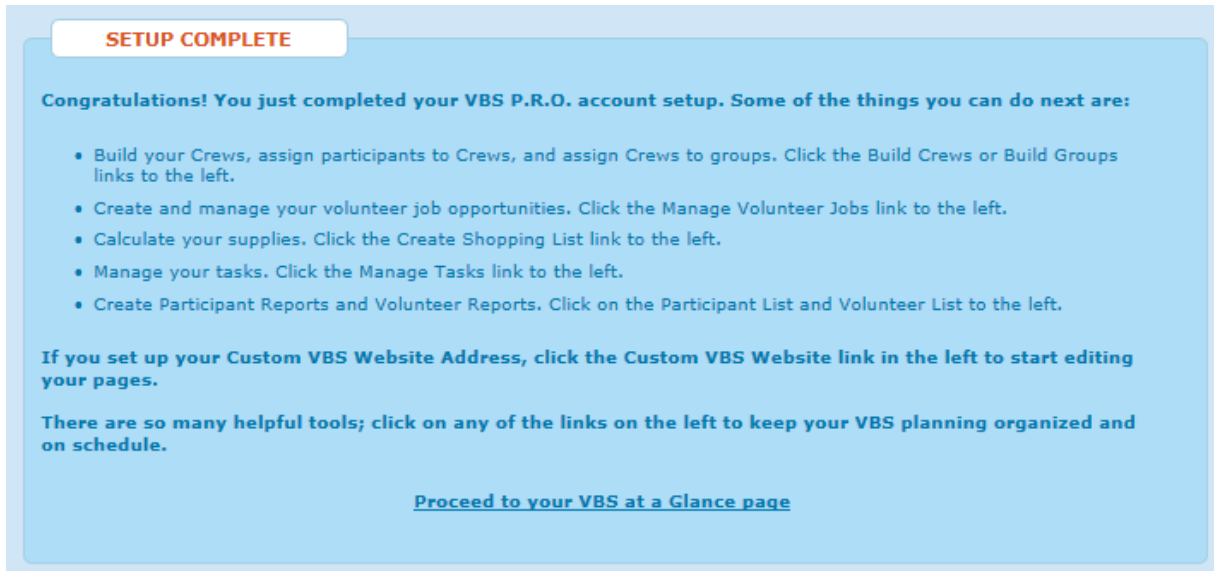 SETUP COMPLETE
Congratulations! You just completed your VBS P.R.O. account setup. Some of the things you can do next are:
• Build your Crews, assign participants to Crews, and assign Crews to groups. Click the Build Crews or Build Groups
links to the left.
• Create and manage your volunteer job opportunities. Click the Manage Volunteer Jobs link to the left.
• Calculate your supplies. Click the Create Shopping List link to the left.
• Manage your tasks. Click the Manage Tasks link to the left.
• Create Participant Reports and Volunteer Reports. Click on the Participant List and Volunteer List to the left.
If you set up your Custom VBS Website Address, click the Custom VBS Website link in the left to start editing
your pages.
There are so many helpful tools; click on any of the links on the left to keep your VBS planning organized and
on schedule.
Proceed to your VBS at a Glance page